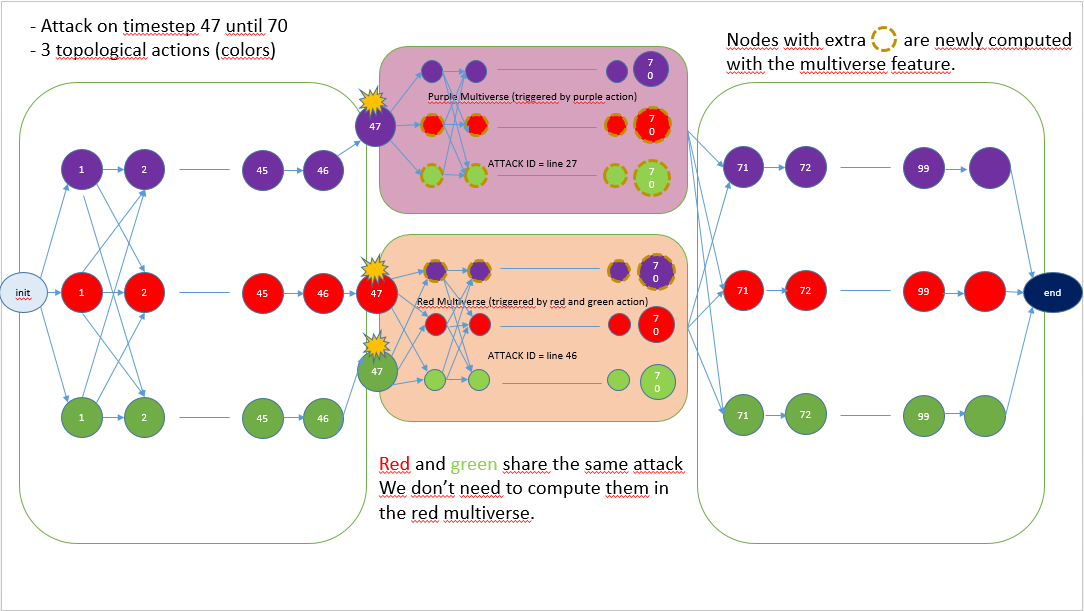 - Attack on timestep 47 until 70
- 3 topological actions (colors)
Nodes with extra are newly computed
with the multiverse feature.
init
1
2
45
46
47
7
0
Purple Multiverse (triggered by purple action)
7
0
ATTACK ID = line 27
7
0
71
72
99
1
2
45
46
47
7
0
Red Multiverse (triggered by red and green action)
7
0
ATTACK ID = line 46
7
0
71
72
99
end
1
2
45
46
47
71
72
99
Red and green share the same attack
We don't need to compute them in
the red multiverse.